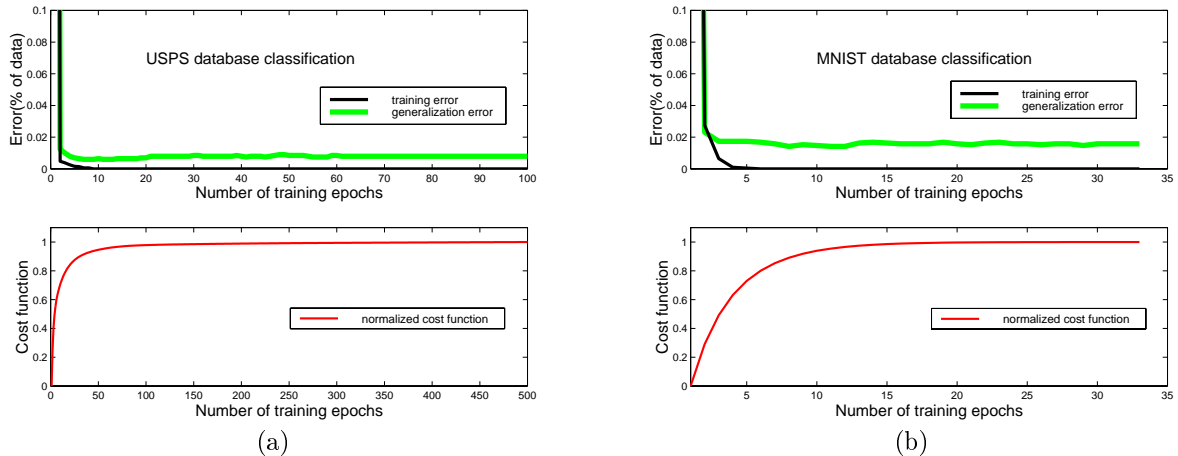 0.1
0.08
0.06
0.04
0.02
0
Error(% of data)
USPS database classification
training error
generalization error
0 10 20 30 40 50 60 70 80 90 100
Number of training epochs
1
0.8
0.6
0.4
0.2
0
Cost function
normalized cost function
0 50 100 150 200 250 300 350 400 450 500
Number of training epochs
(a)
0.1
0.08
0.06
0.04
0.02
0
Error(% of data)
MNIST database classification
training error
generalization error
5 10 15 20 25 30 35
Number of training epochs
1
0.8
0.6
0.4
0.2
0
Cost function
normalized cost function
5 10 15 20 25 30 35
Number of training epochs
(b)